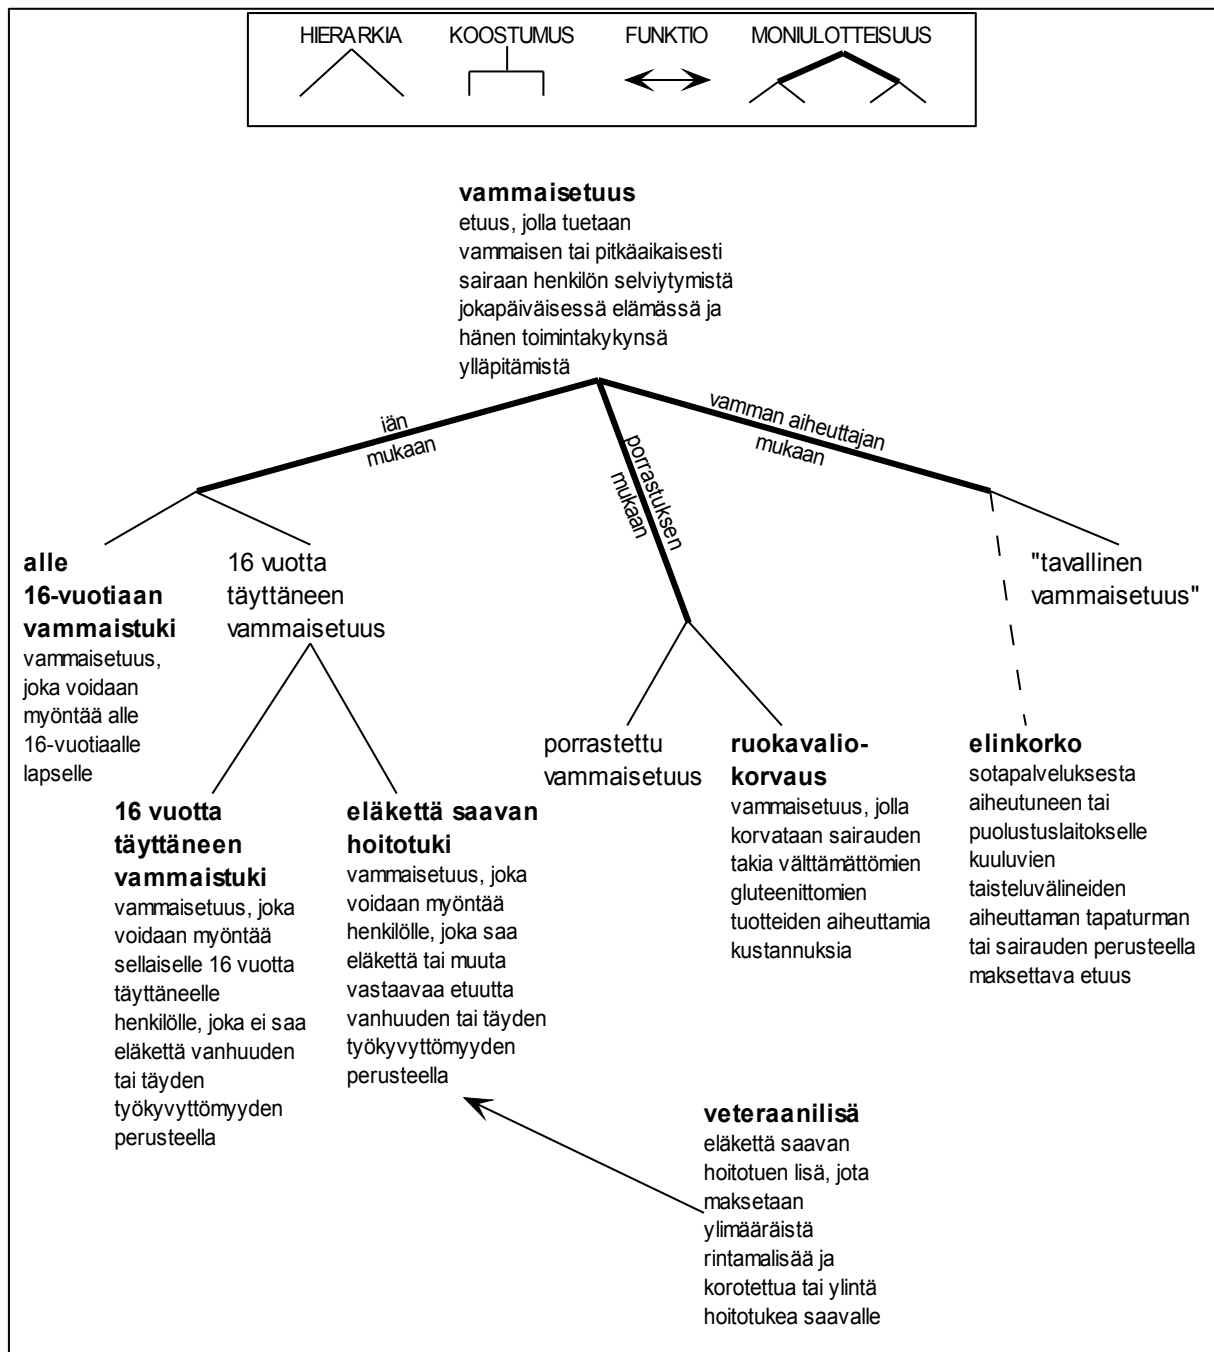 HIERARKIA KOOSTUMUS FUNKTIO MONIULOTTEISUUS
vammaisetuus
etuus, jolla tuetaan
vammaisen tai pitkäaikaisesti
sairaan henkilön selviytymistä
jokapäiväisessä elämässä ja
hänen toimintakykynsä
ylläpitämistä
iän
mukaan
porrastuksen
mukaan
vamman aiheuttajan
mukaan
alle
16-vuotiaan
vammaistuki
vammaisetuus,
joka voidaan
myöntää alle
16-vuotiaalle
lapselle
16 vuotta
täyttäneen
vammaisetuus
"tavallinen
vammaisetuus"
16 vuotta
täyttäneen
vammaistuki
vammaisetuus, joka
voidaan myöntää
sellaiselle 16 vuotta
täyttäneelle
henkilölle, joka ei saa
eläkettä vanhuuden
tai täyden
työkyvyttömyyden
perusteella
eläkettä saavan
hoitotuki
vammaisetuus, joka
voidaan myöntää
henkilölle, joka saa
eläkettä tai muuta
vastaavaa etuutta
vanhuuden tai täyden
työkyvyttömyyden
perusteella
porrastettu
vammaisetuus
ruokavalio-
korvaus
vammaisetuus, jolla
korvataan sairauden
takia välttämättömien
gluteenittomien
tuotteiden aiheuttamia
kustannuksia
elinkorko
sotapalveluksesta
aiheutuneen tai
puolustuslaitokselle
kuuluvien
taisteluvälineiden
aiheuttaman tapaturman
tai sairauden perusteella
maksettava etuus
veteraanilisä
eläkettä saavan
hoitotuen lisä, jota
maksetaan
ylimääräistä
rintamalisää ja
korotettua tai ylintä
hoitotukea saavalle